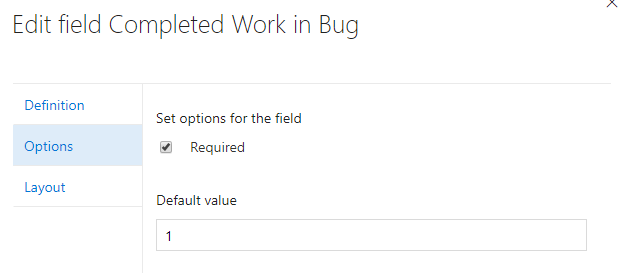 Edit field Completed Work in Bug
Definition
Options
Layout
Set options for the field
Required
Default value
1